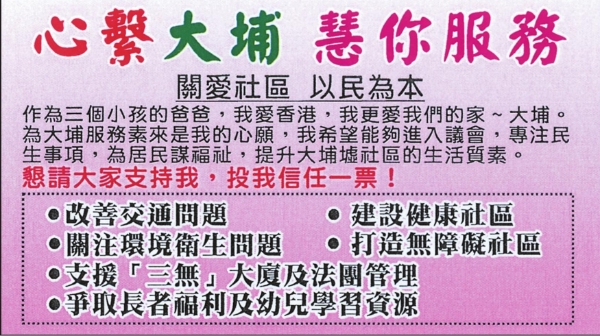 心繫大埔 慧你服務
關愛社區 以民為本
作為三個小孩的爸爸，我愛香港，我更愛我們的家～大埔。
為大埔服務素來是我的心願，我希望能夠進入議會，專注民
生事項，為居民謀福祉，提升大埔墟社區的生活質素。
懇請大家支持我，投我信任一票！
•改善交通問題 •建設健康社區
•關注環境衛生問題 •打造無障礙社區
•支援「三無」大廈及法團管理
•爭取長者福利及幼兒學習資源